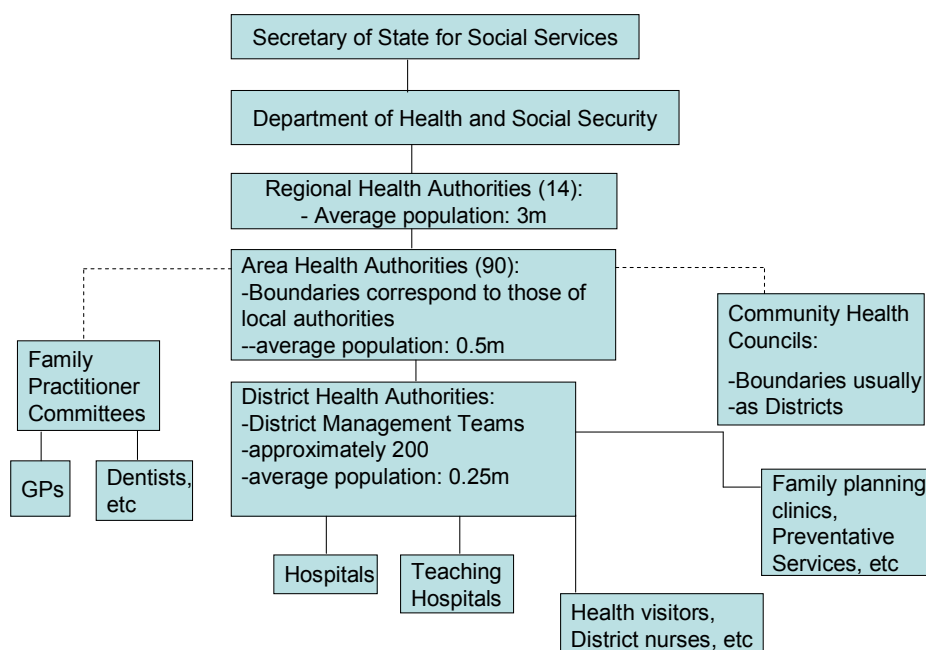 Secretary of State for Social Services
Department of Health and Social Security
Regional Health Authorities (14):
- Average population: 3m
Area Health Authorities (90):
-Boundaries correspond to those of
local authorities
--average population: 0.5m
Community Health
Councils:
-Boundaries usually
-as Districts
Family
Practitioner
Committees
District Health Authorities:
-District Management Teams
-approximately 200
-average population: 0.25m
GPs
Dentists,
etc
Family planning
clinics,
Preventative
Services, etc
Hospitals
Teaching
Hospitals
Health visitors,
District nurses, etc